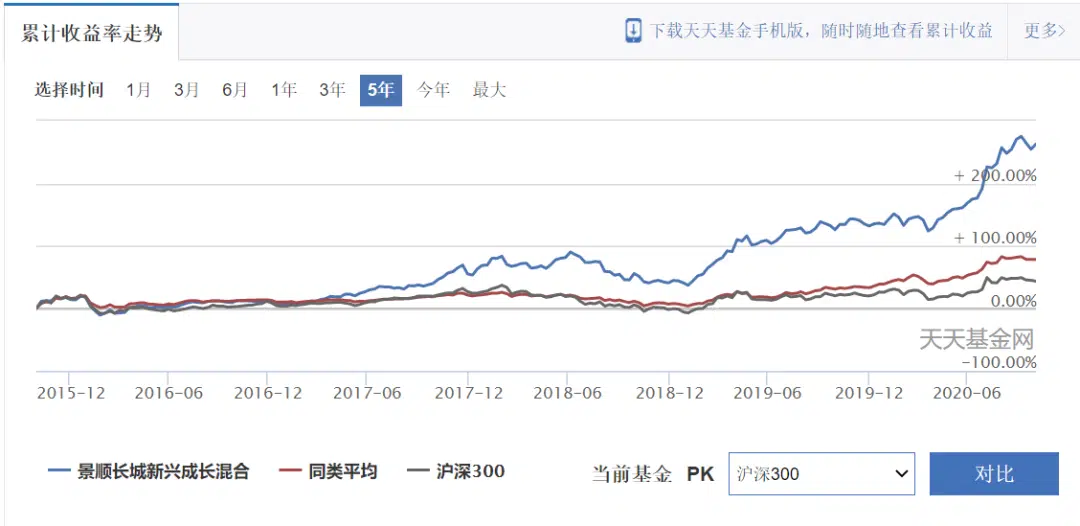 累计收益率走势
下载天天基金手机版，随时随地查看累计收益
更多>
选择时间 1月 3月 6月 1年 3年 5年 今年 最大
+ 200.00%
+ 100.00%
0.00%
天天基金网
-100.00%
2015-12 2016-06 2016-12 2017-06 2017-12 2018-06 2018-12 2019-06 2019-12 2020-06
景顺长城新兴成长混合 同类平均 沪深300
当前基金 PK 沪深300 对比